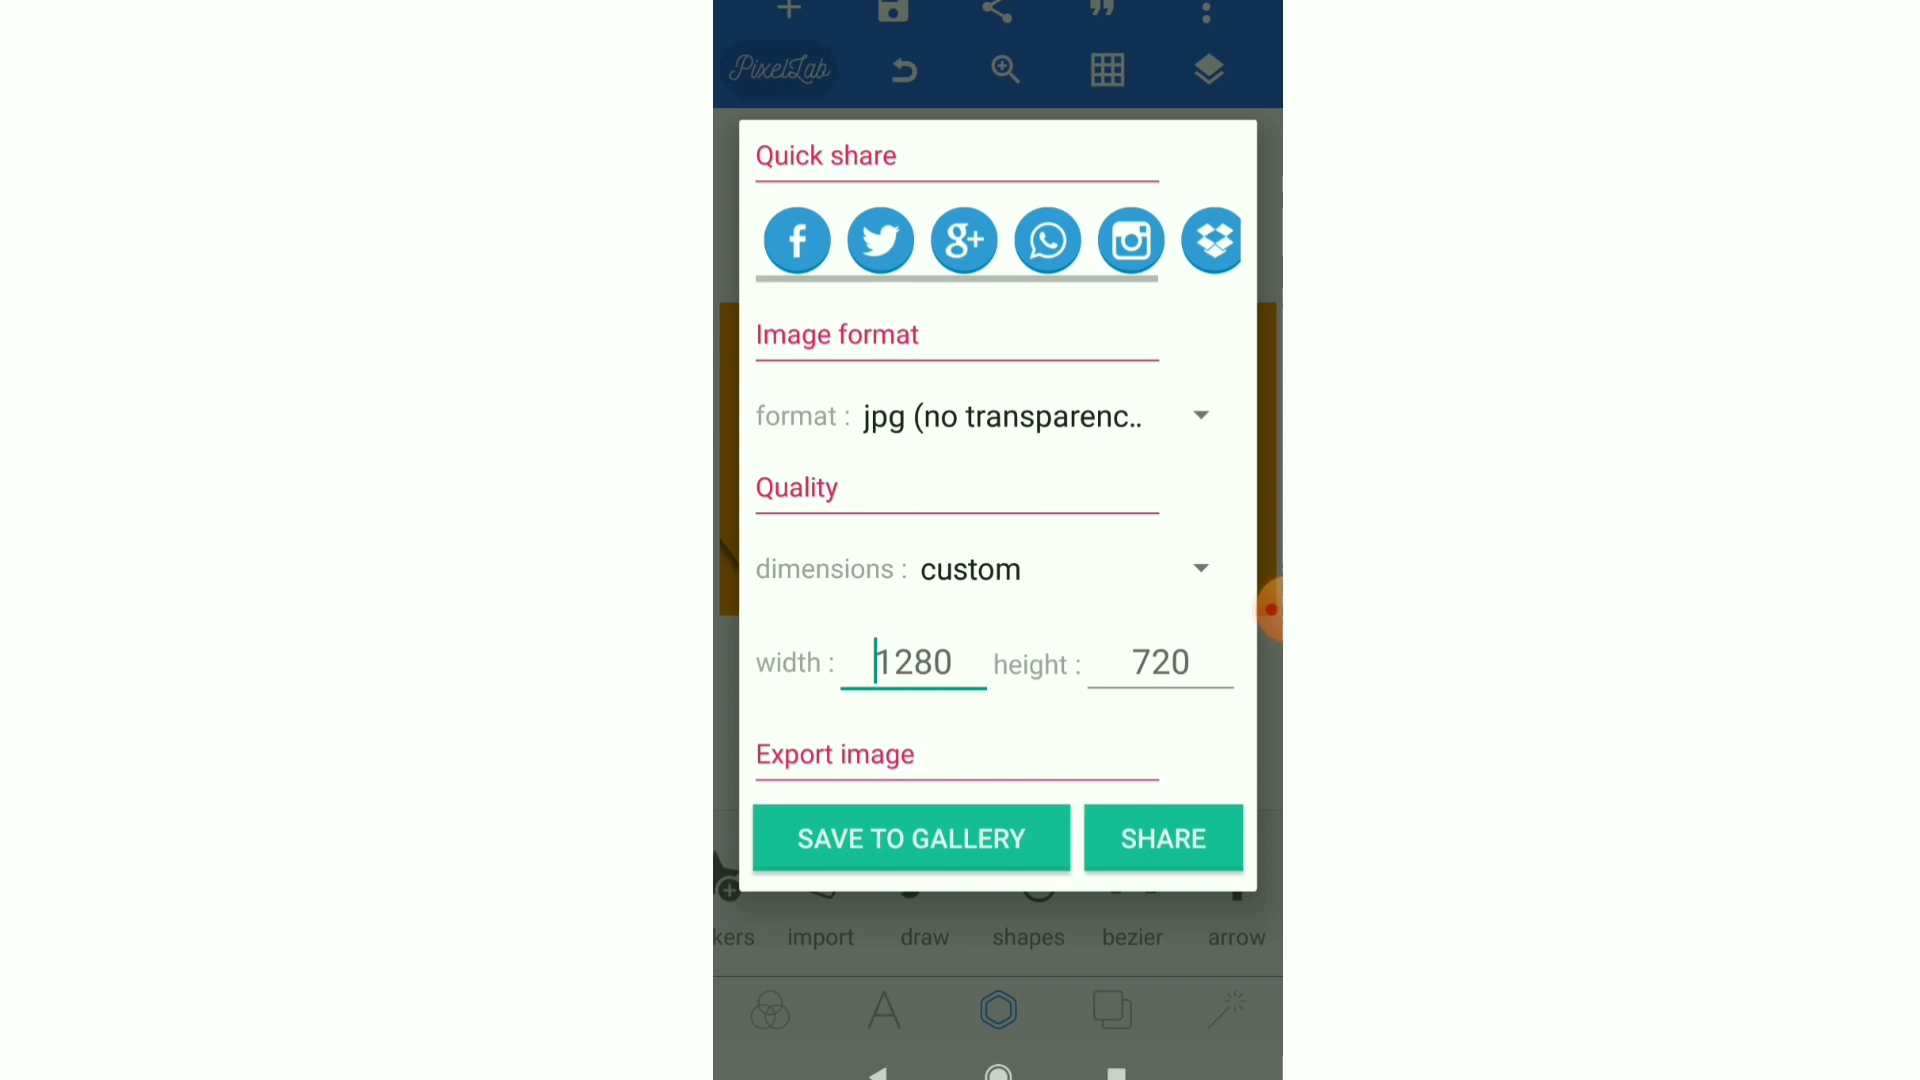 PixelLab
Quick share
Image format
format : jpg (no transparenc..
Quality
dimensions : custom
width : 1280 height : 720
Export image
SAVE TO GALLERY SHARE
kers import draw shapes bezier arrow